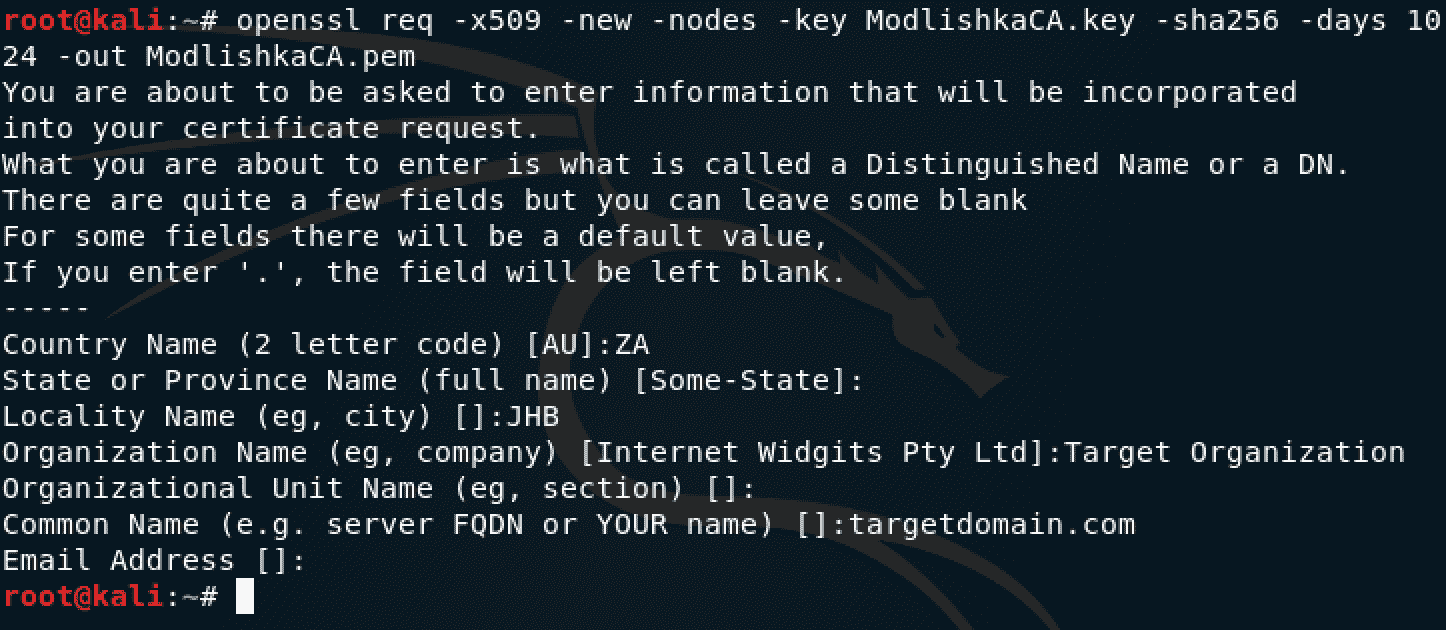 root@kali:~# openssl req -x509 -new -nodes -key ModlishkaCA.key -sha256 -days 10
24 -out ModlishkaCA.pem
You are about to be asked to enter information that will be incorporated
into your certificate request.
What you are about to enter is what is called a Distinguished Name or a DN.
There are quite a few fields but you can leave some blank
For some fields there will be a default value,
If you enter '.', the field will be left blank.
-----
Country Name (2 letter code) [AU]:ZA
State or Province Name (full name) [Some-State]:
Locality Name (eg, city) []:JHB
Organization Name (eg, company) [Internet Widgits Pty Ltd]:Target Organization
Organizational Unit Name (eg, section) []:
Common Name (e.g. server FQDN or YOUR name) []:targetdomain.com
Email Address []:
root@kali:~#